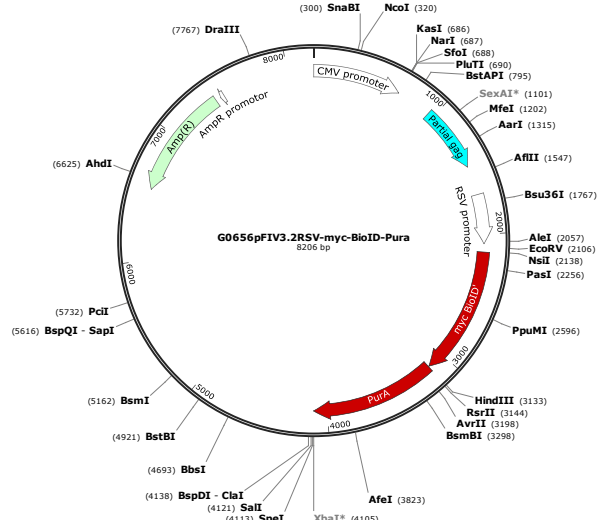 (300) SnaBI
NcoI (320)
(7767) DraIII
KasI (686)
NarI (687)
SfoI (688)
PluTI (690)
BstAPI (795)
SexAI* (1101)
MfeI (1202)
AarI (1315)
AflII (1547)
Bsu36I (1767)
AleI (2057)
EcoRV (2106)
NsiI (2138)
PasI (2256)
PpuMI (2596)
HindIII (3133)
RsrII (3144)
AvrII (3198)
BsmBI (3298)
AfeI (3823)
XbaI* (4105)
(4113) SpeI
(4121) SalI
(4138) BspDI - ClaI
(4693) BbsI
(4921) BstBI
(5162) BsmI
(5616) BspQI - SapI
(5732) PciI
(6625) AhdI
8000
1000
2000
3000
4000
5000
6000
7000
CMV promoter
Partial gag
RSV promoter
myc BioID'
PurA
Amp(R)
AmpR promotor
G0656pFIV3.2RSV-myc-BioID-Pura
8206 bp